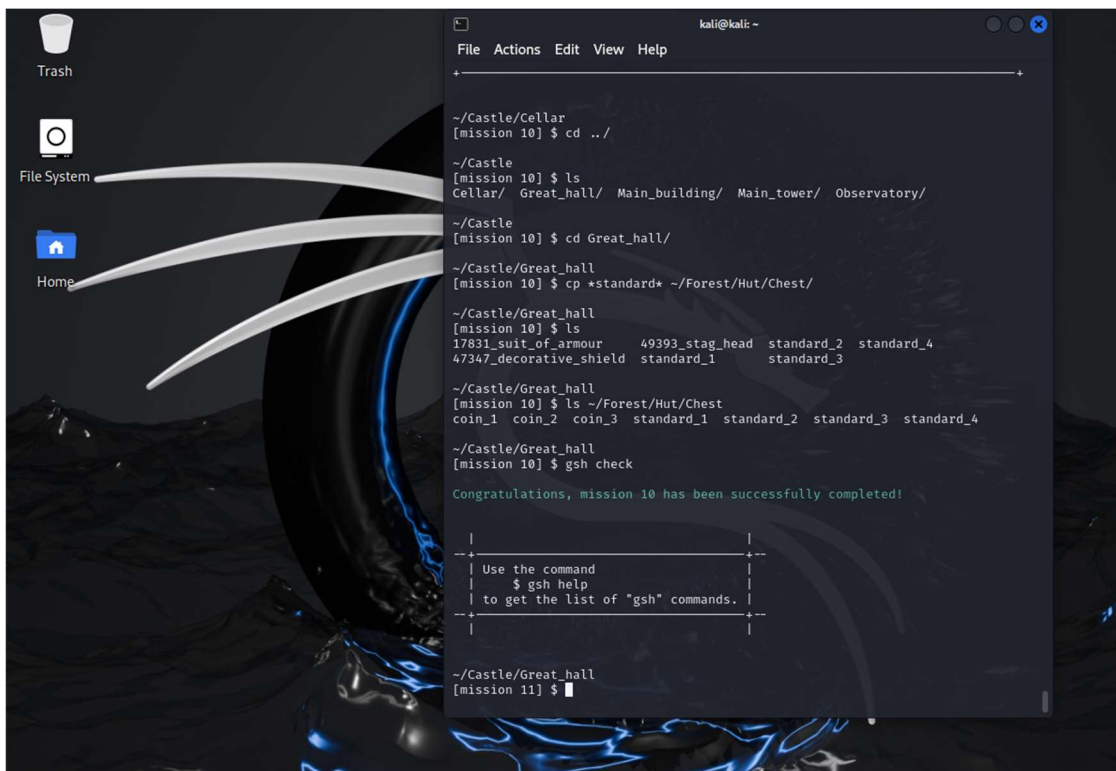 Trash
File System
Home
kali@kali: ~
File Actions Edit View Help
~/Castle/Cellar
[mission 10] $ cd ../
~/Castle
[mission 10] $ ls
Cellar/ Great_hall/ Main_building/ Main_tower/ Observatory/
~/Castle
[mission 10] $ cd Great_hall/
~/Castle/Great_hall
[mission 10] $ cp *standard* ~/Forest/Hut/Chest/
~/Castle/Great_hall
[mission 10] $ ls
17831_suit_of_armour 49393_stag_head standard_2 standard_4
47347_decorative_shield standard_1 standard_3
~/Castle/Great_hall
[mission 10] $ ls ~/Forest/Hut/Chest
coin_1 coin_2 coin_3 standard_1 standard_2 standard_3 standard_4
~/Castle/Great_hall
[mission 10] $ gsh check
Congratulations, mission 10 has been successfully completed!
Use the command
$ gsh help
to get the list of "gsh" commands.
~/Castle/Great_hall
[mission 11] $